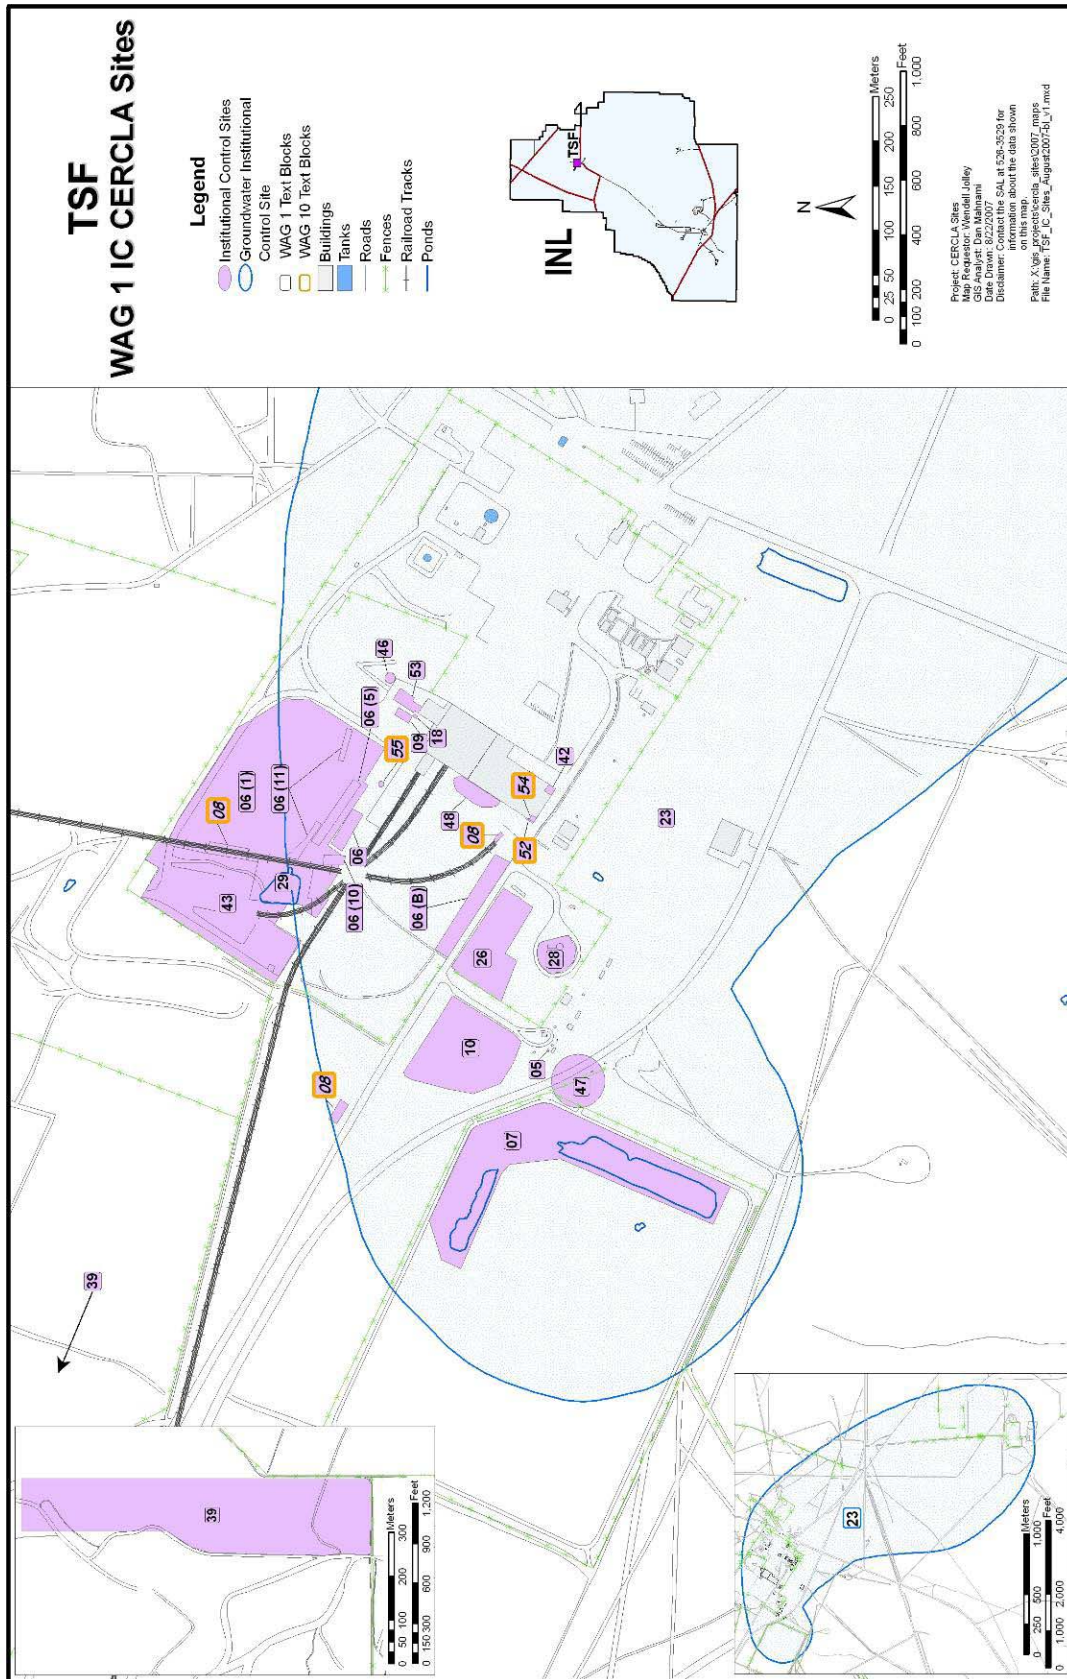 TSF
WAG 1 IC CERCLA Sites
Legend
Institutional Control Sites
Groundwater Institutional
Control Site
WAG 1 Text Blocks
WAG 10 Text Blocks
Buildings
Tanks
Roads
Fences
Railroad Tracks
Ponds
INL
TSF
N
Meters
0 25 50 100 150 200 250
Feet
0 100 200 400 600 800 1,000
Project: CERCLA Sites
Map Requestor: Wendell Jolley
GIS Analyst: Dan Mahnami
Date Drawn: 8/22/2007
Disclaimer: Contact the SAL at 526-3529 for
information about the data shown
on this map.
Path: X:\gis_projects\cercla_sites\2007_maps
File Name: TSF_IC_Sites_August2007-bl_v1.mxd
39
08
43
29
06 (1)
08
06 (11)
06 (10)
06
06 (5)
55
09
18
53
46
48
08
06 (B)
26
28
10
05
47
07
52
54
42
23
39
Meters
0 50 100 200 300
Feet
0 150 300 600 900 1,200
23
Meters
0 250 500 1,000
Feet
0 1,000 2,000 4,000